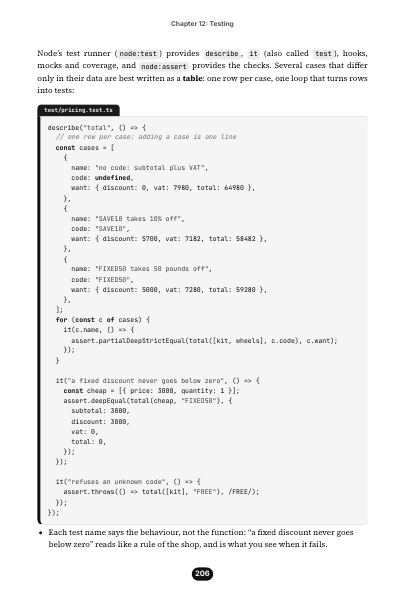 Chapter 12: Testing
Node's test runner (node:test) provides describe, it (also called test), hooks,
mocks and coverage, and node:assert provides the checks. Several cases that differ
only in their data are best written as a table: one row per case, one loop that turns rows
into tests:
test/pricing.test.ts
describe("total", () => {
  // one row per case: adding a case is one line
  const cases = [
    {
      name: "no code: subtotal plus VAT",
      code: undefined,
      want: { discount: 0, vat: 7980, total: 64980 },
    },
    {
      name: "SAVE10 takes 10% off",
      code: "SAVE10",
      want: { discount: 5700, vat: 7182, total: 58482 },
    },
    {
      name: "FIXED50 takes 50 pounds off",
      code: "FIXED50",
      want: { discount: 5000, vat: 7280, total: 59280 },
    },
  ];
  for (const c of cases) {
    it(c.name, () => {
      assert.partialDeepStrictEqual(total([kit, wheels], c.code), c.want);
    });
  }

  it("a fixed discount never goes below zero", () => {
    const cheap = [{ price: 3000, quantity: 1 }];
    assert.deepEqual(total(cheap, "FIXED50"), {
      subtotal: 3000,
      discount: 3000,
      vat: 0,
      total: 0,
    });
  });

  it("refuses an unknown code", () => {
    assert.throws(() => total([kit], "FREE"), /FREE/);
  });
});
• Each test name says the behaviour, not the function: "a fixed discount never goes
below zero" reads like a rule of the shop, and is what you see when it fails.
206